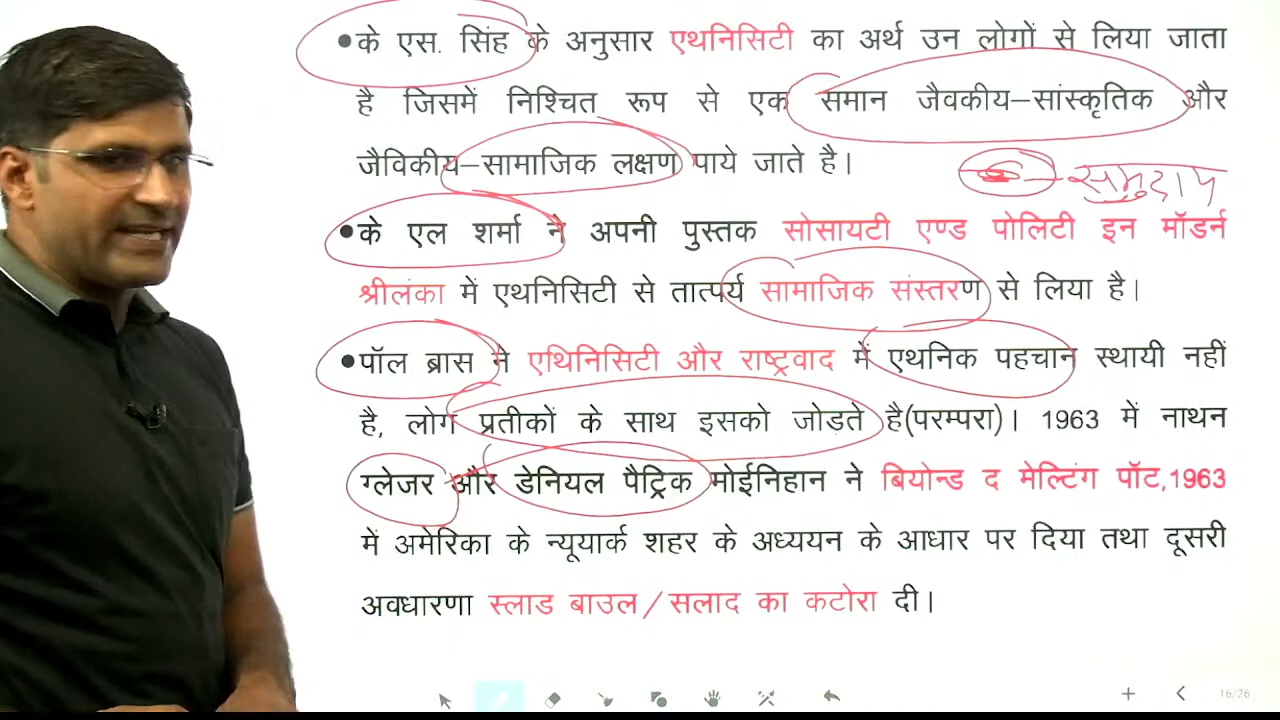 •के एस. सिंह के अनुसार एथनिसिटी का अर्थ उन लोगों से लिया जाता
है जिसमें निश्चित रूप से एक समान जैवकीय–सांस्कृतिक और
जैविकीय–सामाजिक लक्षण पाये जाते है।
समुदाय
•के एल शर्मा ने अपनी पुस्तक सोसायटी एण्ड पोलिटी इन मॉडर्न
श्रीलंका में एथनिसिटी से तात्पर्य सामाजिक संस्तरण से लिया है।
•पॉल ब्रास ने एथिनिसिटी और राष्ट्रवाद में एथनिक पहचान स्थायी नहीं
है, लोग प्रतीकों के साथ इसको जोड़ते है(परम्परा)। 1963 में नाथन
ग्लेजर और डेनियल पैट्रिक मोईनिहान ने बियोन्ड द मेल्टिंग पॉट,1963
में अमेरिका के न्यूयार्क शहर के अध्ययन के आधार पर दिया तथा दूसरी
अवधारणा स्लाड बाउल/सलाद का कटोरा दी।
16/26